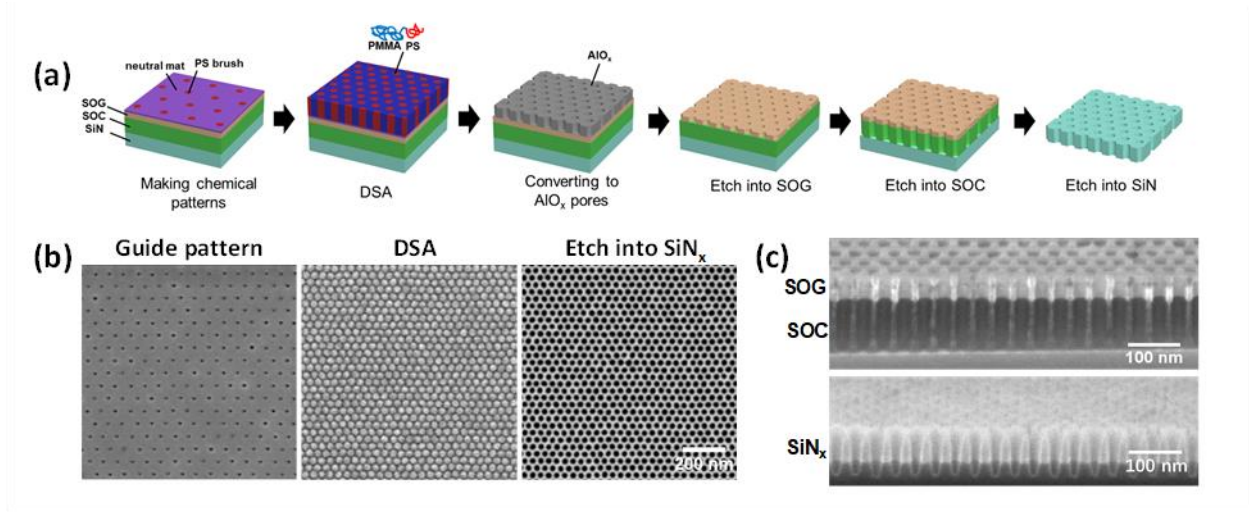 (a)
PMMA PS
neutral mat
PS brush
AlOx
SOG
SOC
SiN
Making chemical
patterns
DSA
Converting to
AlOx pores
Etch into SOG
Etch into SOC
Etch into SiN
(b)
Guide pattern
DSA
Etch into SiNx
200 nm
(c)
SOG
SOC
100 nm
SiNx
100 nm